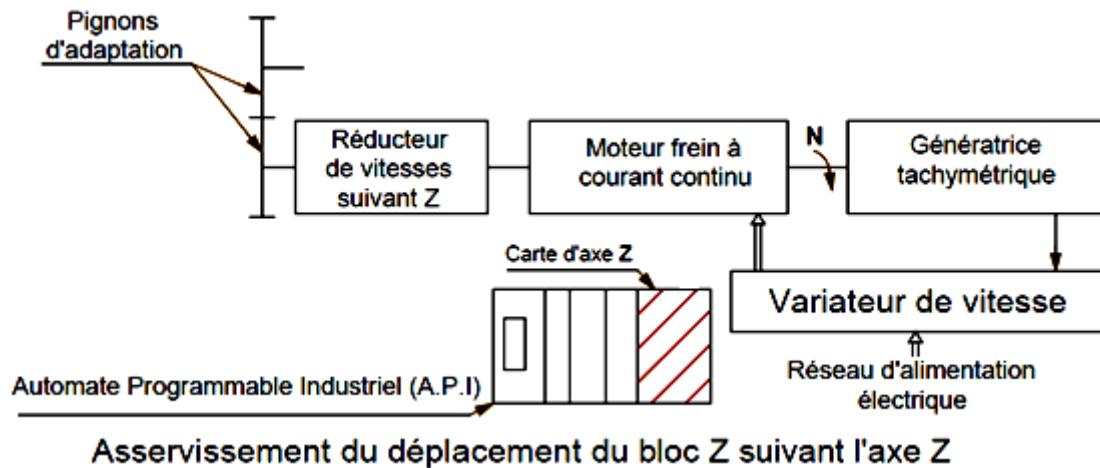 Pignons
d'adaptation
Réducteur
de vitesses
suivant Z
Moteur frein à
courant continu
N
Génératrice
tachymétrique
Carte d'axe Z
Variateur de vitesse
Automate Programmable Industriel (A.P.I)
Réseau d'alimentation
électrique
Asservissement du déplacement du bloc Z suivant l'axe Z